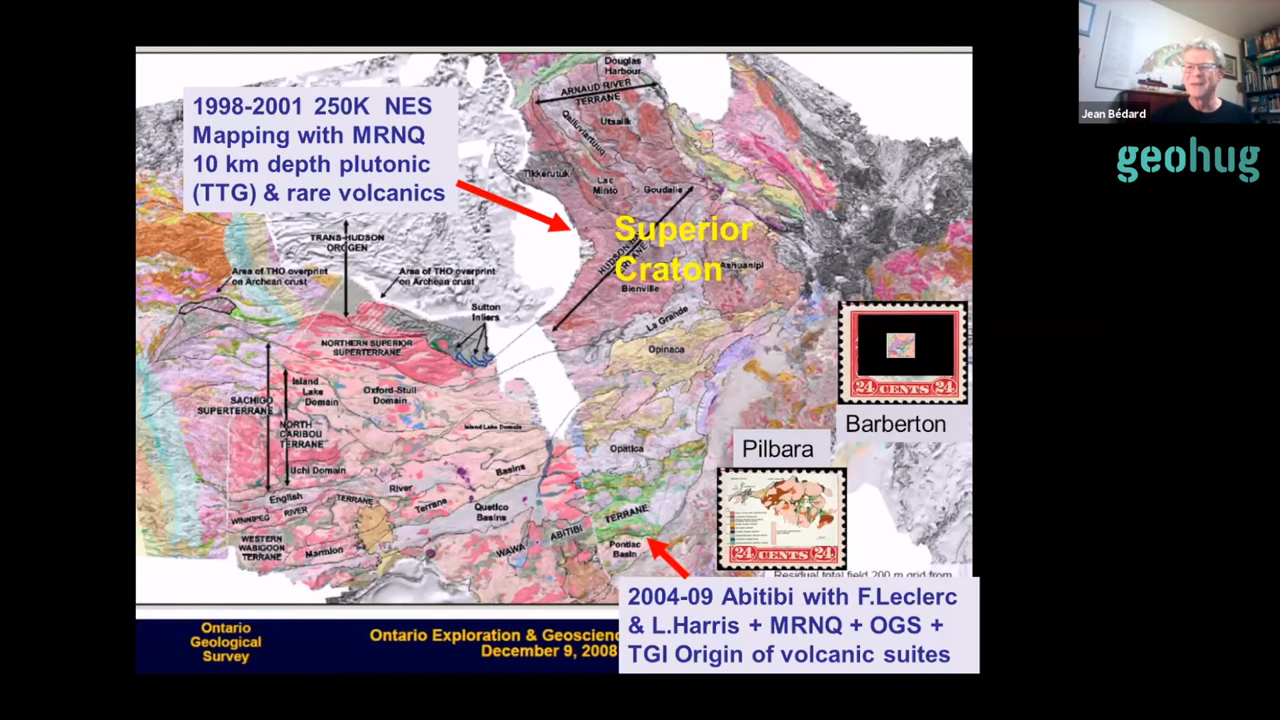 Jean Bédard
geohug
1998-2001 250K NES
Mapping with MRNQ
10 km depth plutonic
(TTG) & rare volcanics
Douglas
Harbour
ARNAUD RIVER
TERRANE
Utsalik
Qalluviartuuq
Tikkerutuk
Lac
Minto
Goudalie
Superior
Craton
Ashuanipi
Bienville
TRANS-HUDSON
OROGEN
Area of THO overprint
on Archean crust
Area of THO overprint
on Archean crust
Sutton
Inliers
La Grande
Opinaca
NORTHERN SUPERIOR
SUPERTERRANE
Island
Lake
Domain
Oxford-Stull
Domain
SACHIGO
SUPERTERRANE
NORTH
CARIBOU
TERRANE
Island Lake Domain
Uchi Domain
Opatica
English
River
Basins
TERRANE
WINNIPEG
RIVER
Terrane
Quetico
Basins
WESTERN
WABIGOON
TERRANE
Marmion
WAWA
ABITIBI
TERRANE
Pontiac
Basin
24 CENTS 24
Barberton
Pilbara
24 CENTS 24
Residual total field 200 m grid from
2004-09 Abitibi with F.Leclerc
& L.Harris + MRNQ + OGS +
TGI Origin of volcanic suites
Ontario
Geological
Survey
Ontario Exploration & Geoscien
December 9, 2008